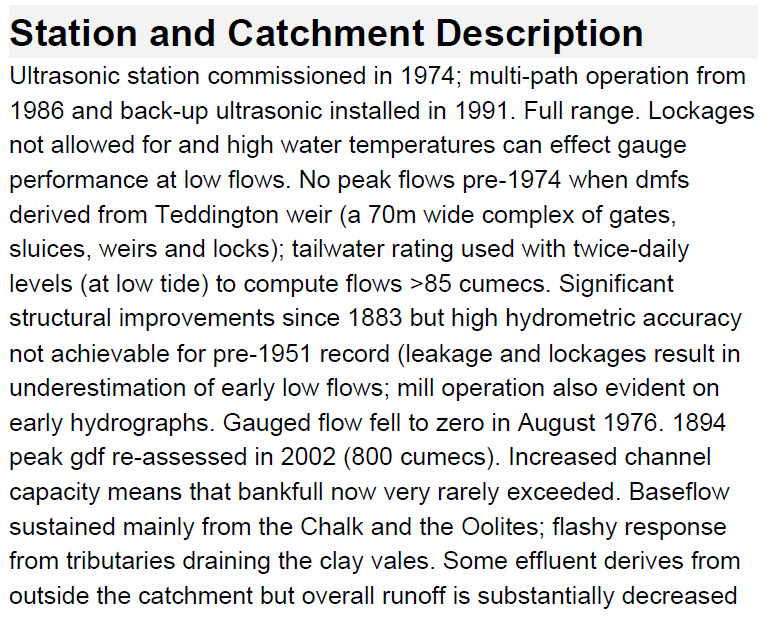 Station and Catchment Description
Ultrasonic station commissioned in 1974; multi-path operation from
1986 and back-up ultrasonic installed in 1991. Full range. Lockages
not allowed for and high water temperatures can effect gauge
performance at low flows. No peak flows pre-1974 when dmfs
derived from Teddington weir (a 70m wide complex of gates,
sluices, weirs and locks); tailwater rating used with twice-daily
levels (at low tide) to compute flows >85 cumecs. Significant
structural improvements since 1883 but high hydrometric accuracy
not achievable for pre-1951 record (leakage and lockages result in
underestimation of early low flows; mill operation also evident on
early hydrographs. Gauged flow fell to zero in August 1976. 1894
peak gdf re-assessed in 2002 (800 cumecs). Increased channel
capacity means that bankfull now very rarely exceeded. Baseflow
sustained mainly from the Chalk and the Oolites; flashy response
from tributaries draining the clay vales. Some effluent derives from
outside the catchment but overall runoff is substantially decreased